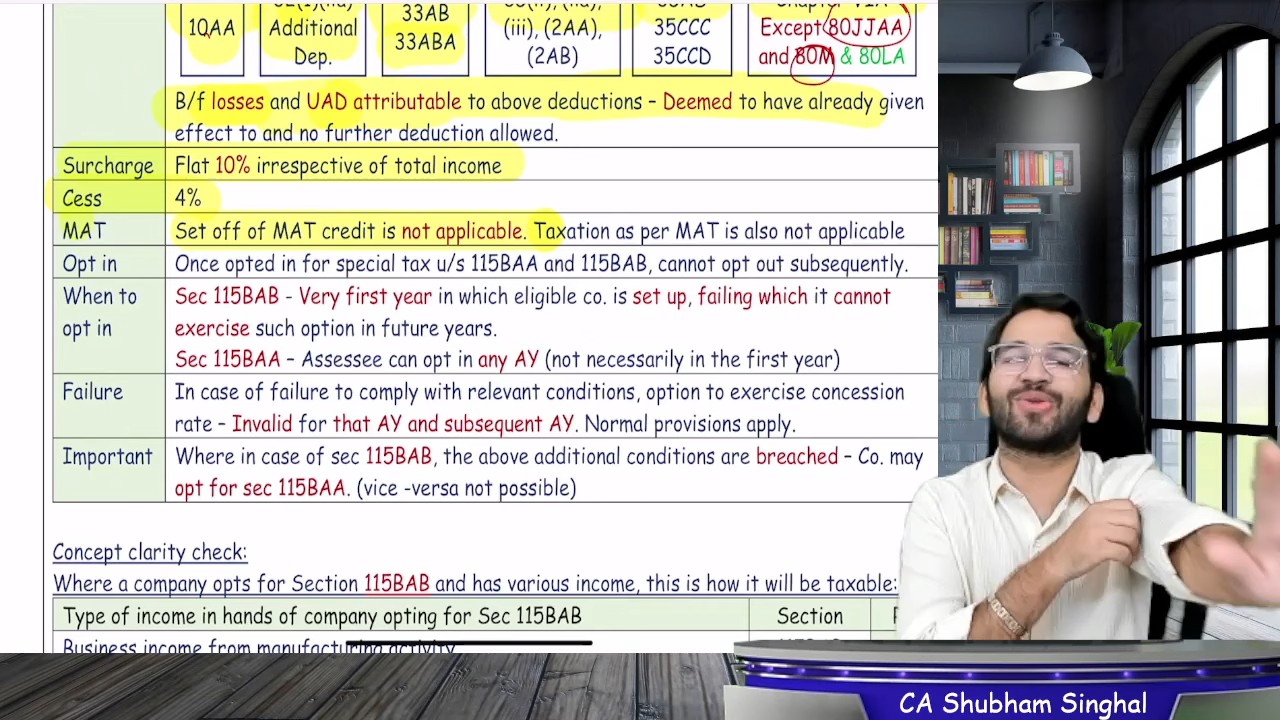 33AB
10AA
Additional
Dep.
33ABA
(iii), (2AA),
(2AB)
35CCC
35CCD
Except 80JJAA
and 80M & 80LA
B/f losses and UAD attributable to above deductions – Deemed to have already given
effect to and no further deduction allowed.
Surcharge Flat 10% irrespective of total income
Cess 4%
MAT Set off of MAT credit is not applicable. Taxation as per MAT is also not applicable
Opt in Once opted in for special tax u/s 115BAA and 115BAB, cannot opt out subsequently.
When to opt in
Sec 115BAB - Very first year in which eligible co. is set up, failing which it cannot
exercise such option in future years.
Sec 115BAA – Assessee can opt in any AY (not necessarily in the first year)
Failure In case of failure to comply with relevant conditions, option to exercise concession
rate – Invalid for that AY and subsequent AY. Normal provisions apply.
Important Where in case of sec 115BAB, the above additional conditions are breached – Co. may
opt for sec 115BAA. (vice -versa not possible)
Concept clarity check:
Where a company opts for Section 115BAB and has various income, this is how it will be taxable:
Type of income in hands of company opting for Sec 115BAB Section
Business income from manufacturing activity
CA Shubham Singhal